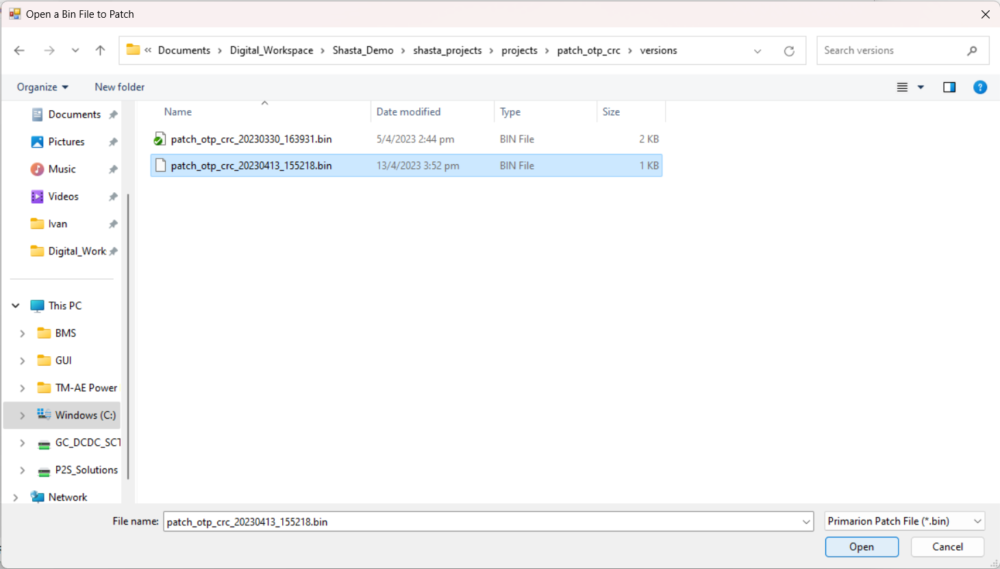 Open a Bin File to Patch
« Documents › Digital_Workspace › Shasta_Demo › shasta_projects › projects › patch_otp_crc › versions
Search versions
Organize
New folder
Documents
Pictures
Music
Videos
Ivan
Digital_Work
This PC
BMS
GUI
TM-AE Power
Windows (C:)
GC_DCDC_SCT
P2S_Solutions
Network
Name Date modified Type Size
patch_otp_crc_20230330_163931.bin 5/4/2023 2:44 pm BIN File 2 KB
patch_otp_crc_20230413_155218.bin 13/4/2023 3:52 pm BIN File 1 KB
File name: patch_otp_crc_20230413_155218.bin
Primarion Patch File (*.bin)
Open
Cancel